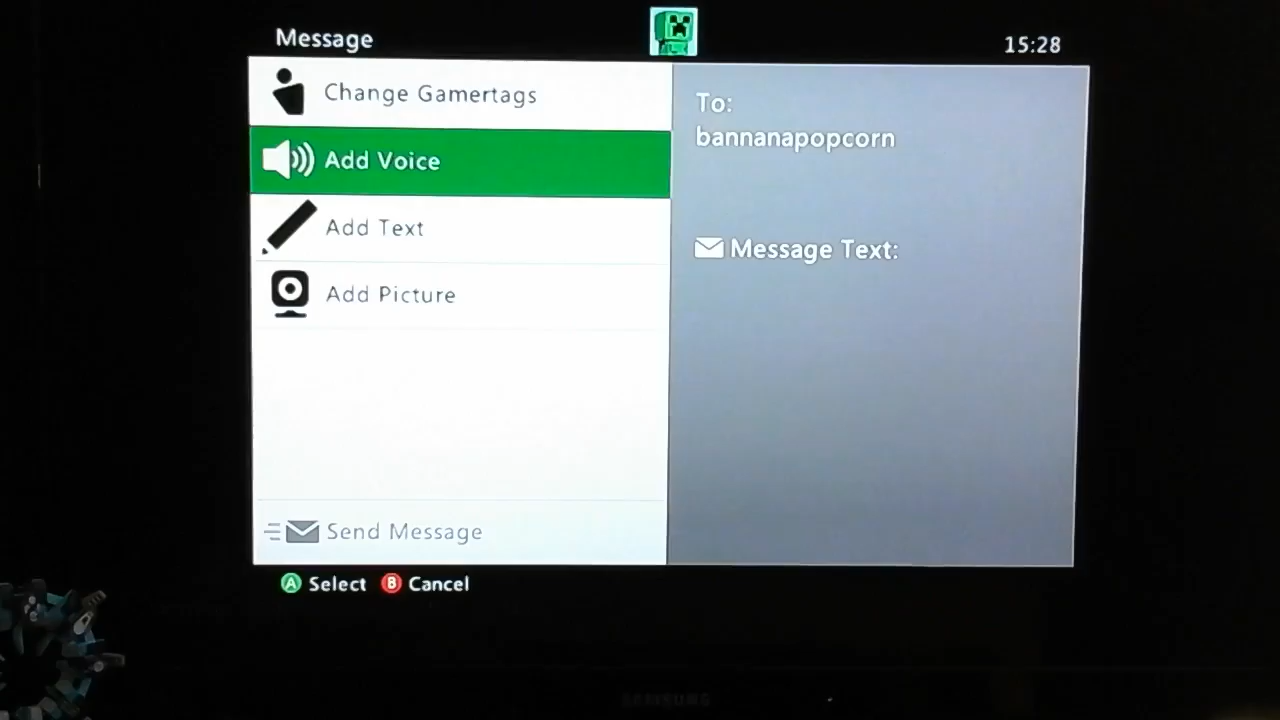 Message
15:28
Change Gamertags
Add Voice
Add Text
Add Picture
Send Message
To:
bannanapopcorn
Message Text:
A Select B Cancel
SAMSUNG